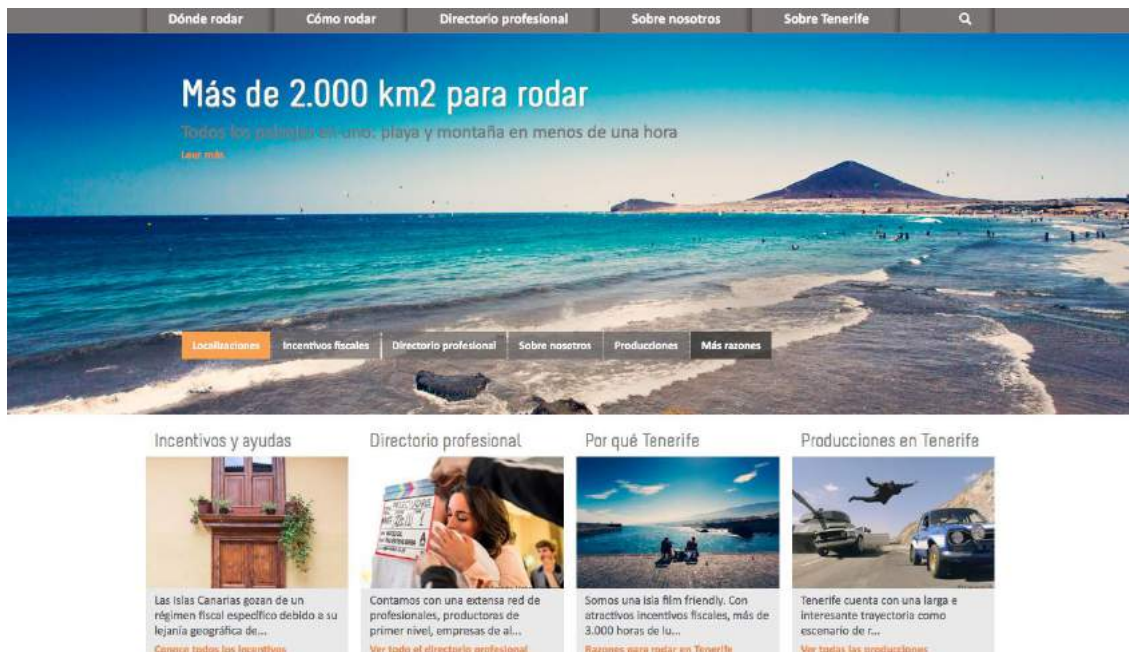 Dónde rodar
Cómo rodar
Directorio profesional
Sobre nosotros
Sobre Tenerife
Más de 2.000 km2 para rodar
Todos los paisajes en uno: playa y montaña en menos de una hora
Leer más
Localizaciones
Incentivos fiscales
Directorio profesional
Sobre nosotros
Producciones
Más razones
Incentivos y ayudas
Las Islas Canarias gozan de un
régimen fiscal específico debido a su
lejanía geográfica de...
Conoce todos los incentivos
Directorio profesional
Contamos con una extensa red de
profesionales, productoras de
primer nivel, empresas de al...
Ver todo el directorio profesional
Por qué Tenerife
Somos una isla film friendly. Con
atractivos incentivos fiscales, más de
3.000 horas de lu...
Razones para rodar en Tenerife
Producciones en Tenerife
Tenerife cuenta con una larga e
interesante trayectoria como
escenario de r...
Ver todas las producciones